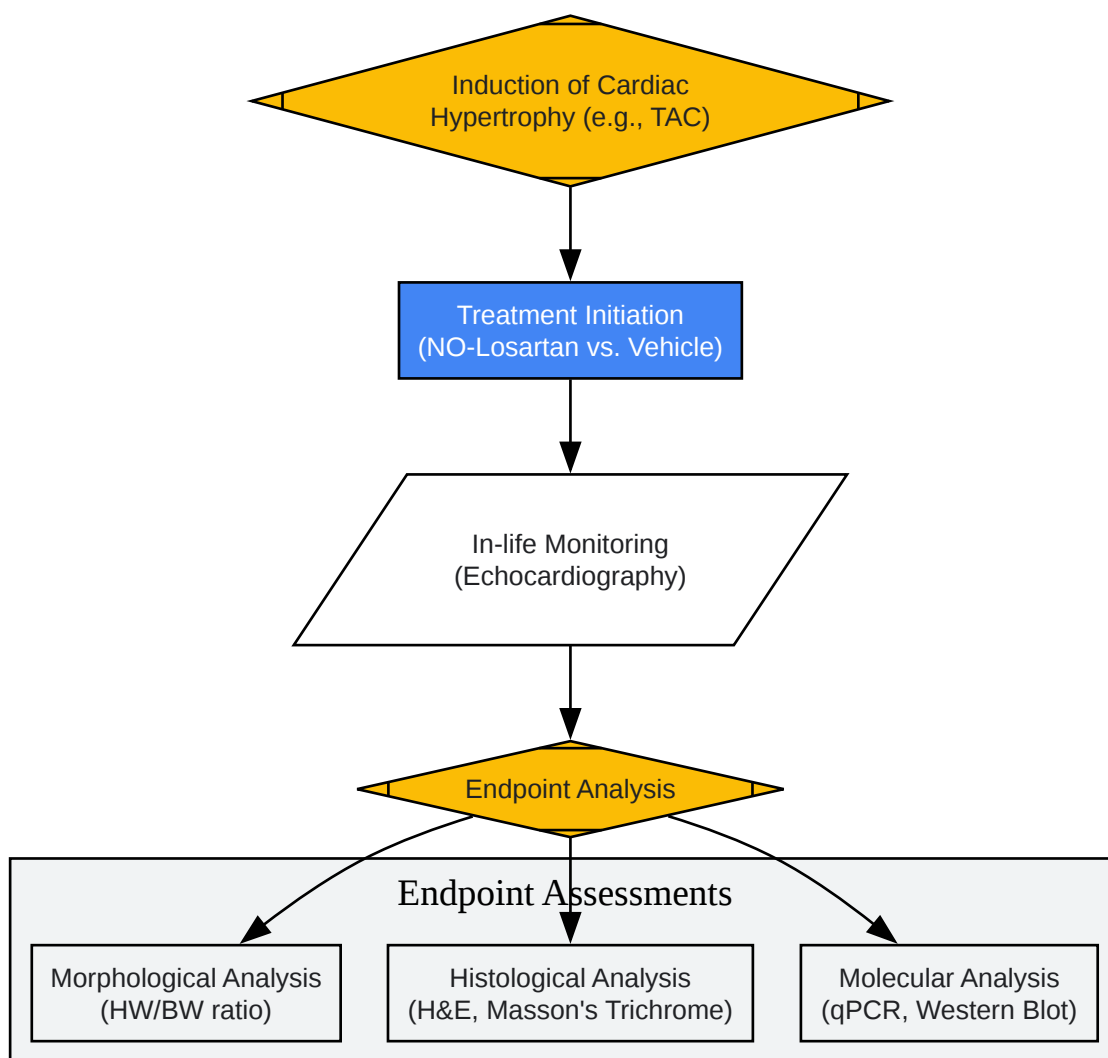 Induction of Cardiac
Hypertrophy (e.g., TAC)
Treatment Initiation
(NO-Losartan vs. Vehicle)
In-life Monitoring
(Echocardiography)
Endpoint Analysis
Endpoint Assessments
Morphological Analysis
(HW/BW ratio)
Histological Analysis
(H&E, Masson's Trichrome)
Molecular Analysis
(qPCR, Western Blot)